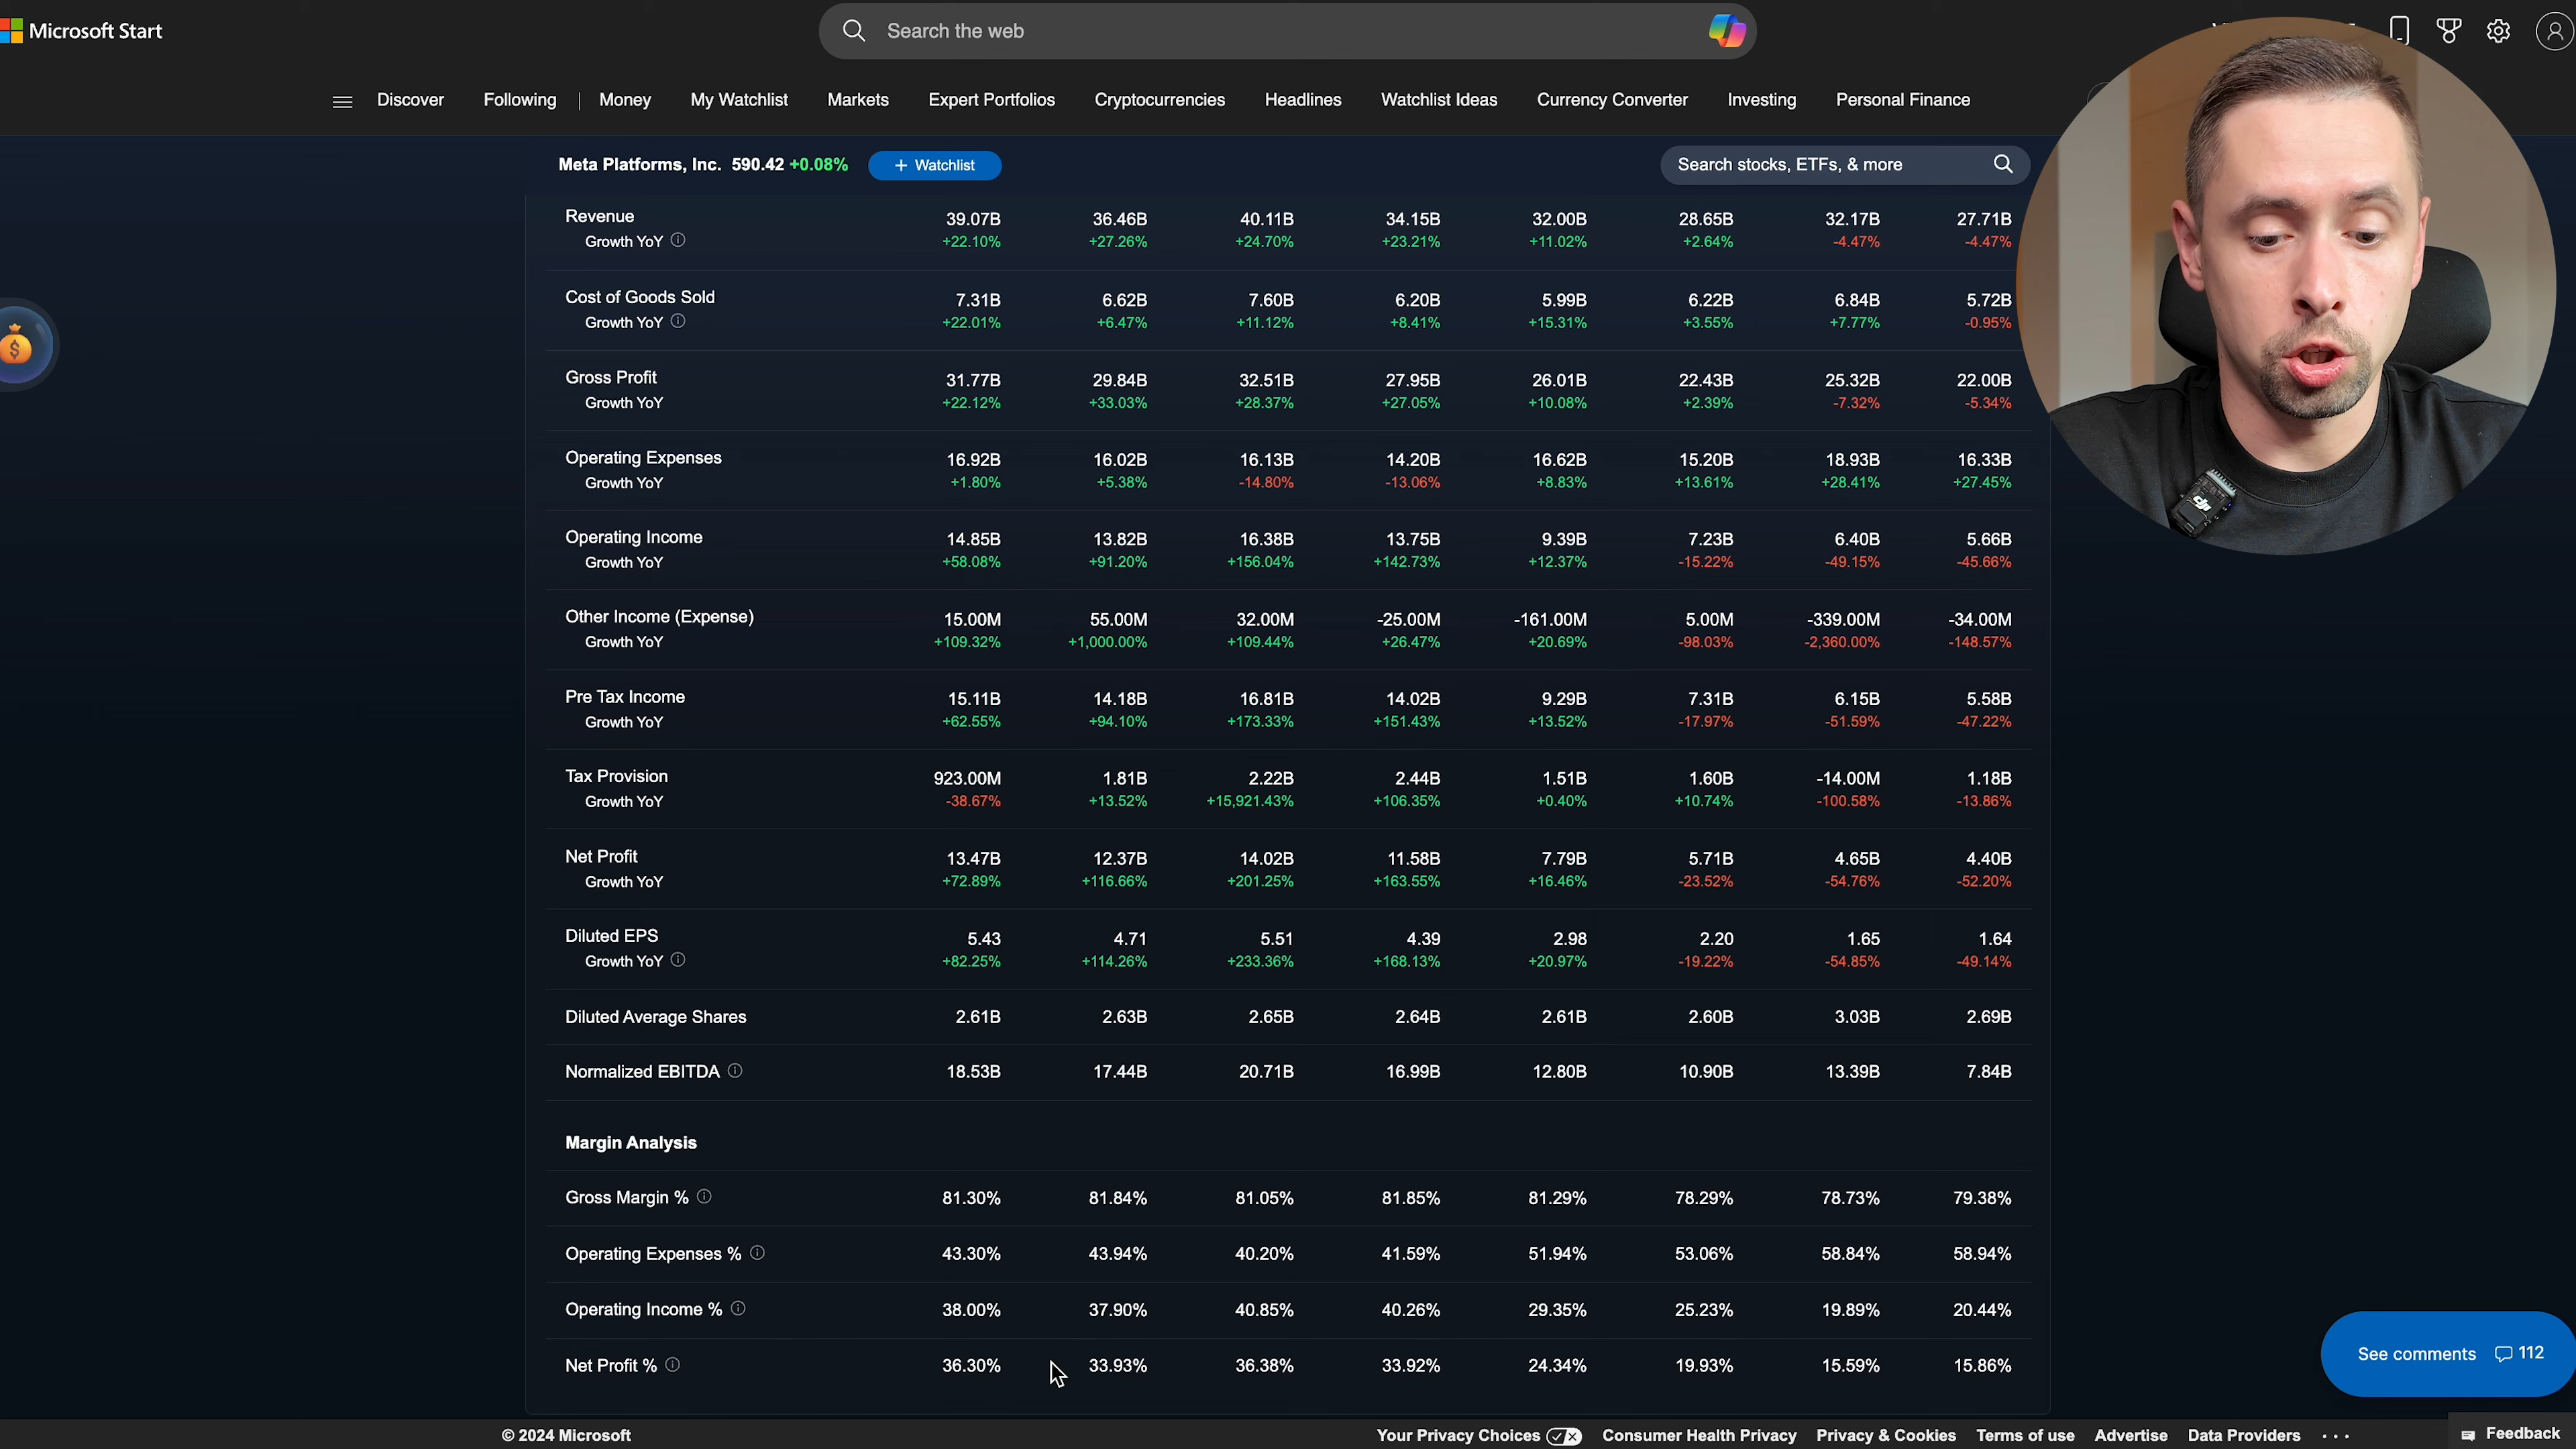 Microsoft Start
Search the web
Discover Following | Money My Watchlist Markets Expert Portfolios Cryptocurrencies Headlines Watchlist Ideas Currency Converter Investing Personal Finance
Meta Platforms, Inc. 590.42 +0.08% + Watchlist Search stocks, ETFs, & more
Revenue 39.07B 36.46B 40.11B 34.15B 32.00B 28.65B 32.17B 27.71B
Growth YoY +22.10% +27.26% +24.70% +23.21% +11.02% +2.64% -4.47% -4.47%
Cost of Goods Sold 7.31B 6.62B 7.60B 6.20B 5.99B 6.22B 6.84B 5.72B
Growth YoY +22.01% +6.47% +11.12% +8.41% +15.31% +3.55% +7.77% -0.95%
Gross Profit 31.77B 29.84B 32.51B 27.95B 26.01B 22.43B 25.32B 22.00B
Growth YoY +22.12% +33.03% +28.37% +27.05% +10.08% +2.39% -7.32% -5.34%
Operating Expenses 16.92B 16.02B 16.13B 14.20B 16.62B 15.20B 18.93B 16.33B
Growth YoY +1.80% +5.38% -14.80% -13.06% +8.83% +13.61% +28.41% +27.45%
Operating Income 14.85B 13.82B 16.38B 13.75B 9.39B 7.23B 6.40B 5.66B
Growth YoY +58.08% +91.20% +156.04% +142.73% +12.37% -15.22% -49.15% -45.66%
Other Income (Expense) 15.00M 55.00M 32.00M -25.00M -161.00M 5.00M -339.00M -34.00M
Growth YoY +109.32% +1,000.00% +109.44% +26.47% +20.69% -98.03% -2,360.00% -148.57%
Pre Tax Income 15.11B 14.18B 16.81B 14.02B 9.29B 7.31B 6.15B 5.58B
Growth YoY +62.55% +94.10% +173.33% +151.43% +13.52% -17.97% -51.59% -47.22%
Tax Provision 923.00M 1.81B 2.22B 2.44B 1.51B 1.60B -14.00M 1.18B
Growth YoY -38.67% +13.52% +15,921.43% +106.35% +0.40% +10.74% -100.58% -13.86%
Net Profit 13.47B 12.37B 14.02B 11.58B 7.79B 5.71B 4.65B 4.40B
Growth YoY +72.89% +116.66% +201.25% +163.55% +16.46% -23.52% -54.76% -52.20%
Diluted EPS 5.43 4.71 5.51 4.39 2.98 2.20 1.65 1.64
Growth YoY +82.25% +114.26% +233.36% +168.13% +20.97% -19.22% -54.85% -49.14%
Diluted Average Shares 2.61B 2.63B 2.65B 2.64B 2.61B 2.60B 3.03B 2.69B
Normalized EBITDA 18.53B 17.44B 20.71B 16.99B 12.80B 10.90B 13.39B 7.84B
Margin Analysis
Gross Margin % 81.30% 81.84% 81.05% 81.85% 81.29% 78.29% 78.73% 79.38%
Operating Expenses % 43.30% 43.94% 40.20% 41.59% 51.94% 53.06% 58.84% 58.94%
Operating Income % 38.00% 37.90% 40.85% 40.26% 29.35% 25.23% 19.89% 20.44%
Net Profit % 36.30% 33.93% 36.38% 33.92% 24.34% 19.93% 15.59% 15.86%
dji
See comments 112
© 2024 Microsoft Your Privacy Choices Consumer Health Privacy Privacy & Cookies Terms of use Advertise Data Providers ... Feedback